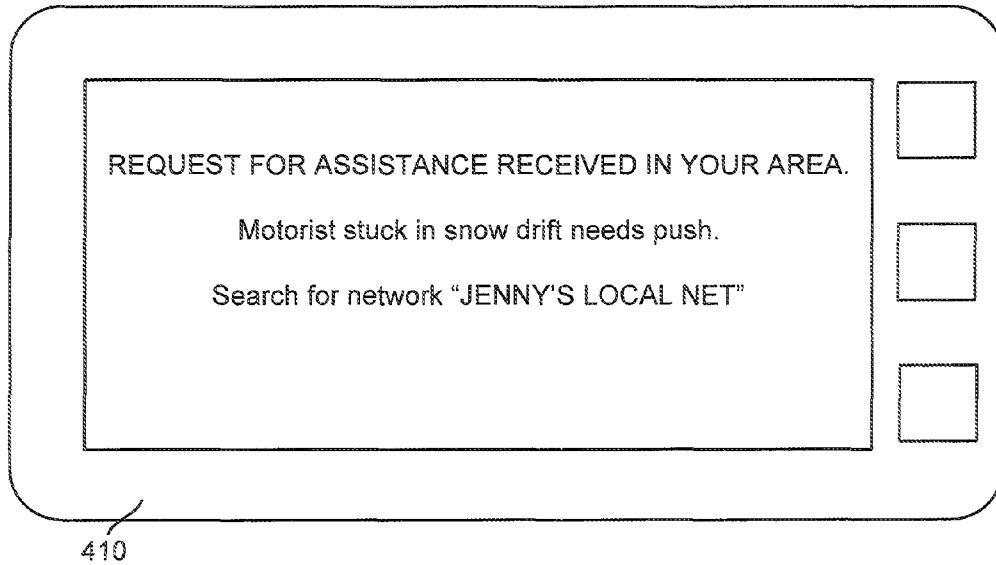 REQUEST FOR ASSISTANCE RECEIVED IN YOUR AREA.
Motorist stuck in snow drift needs push.
Search for network “JENNY'S LOCAL NET”
410